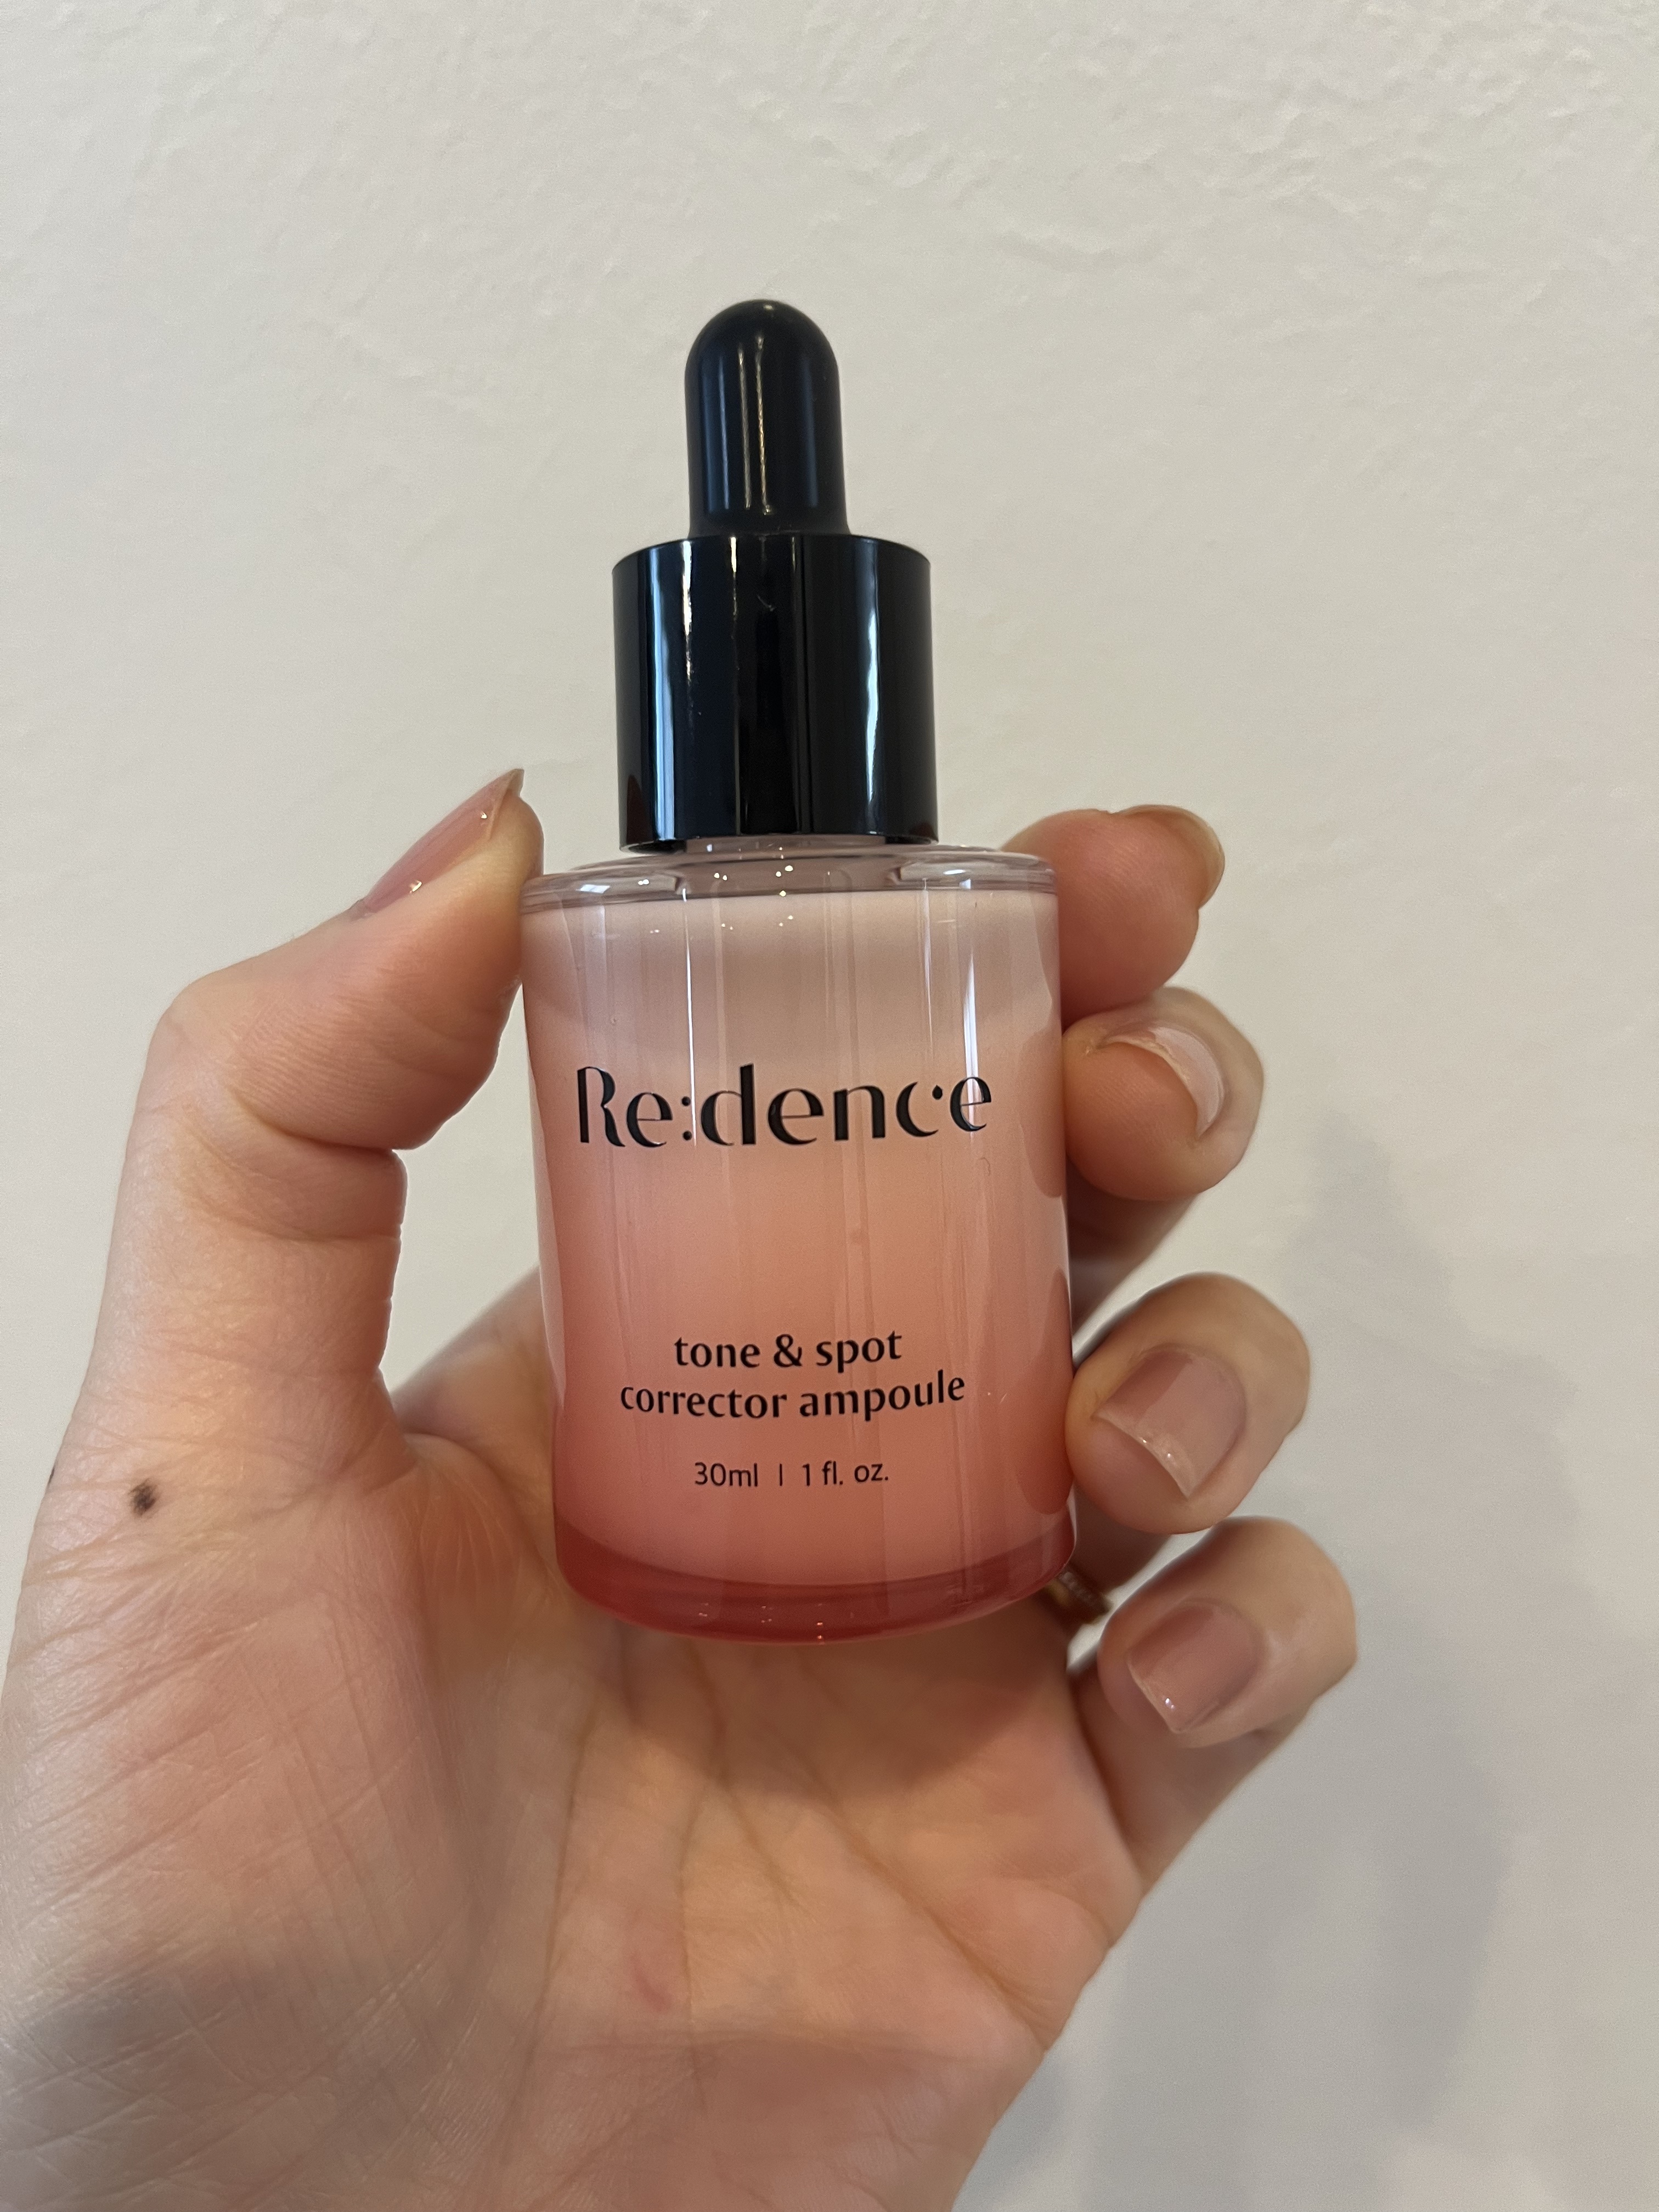 Re:dence
tone & spot
corrector ampoule
30ml | 1 fl. oz.